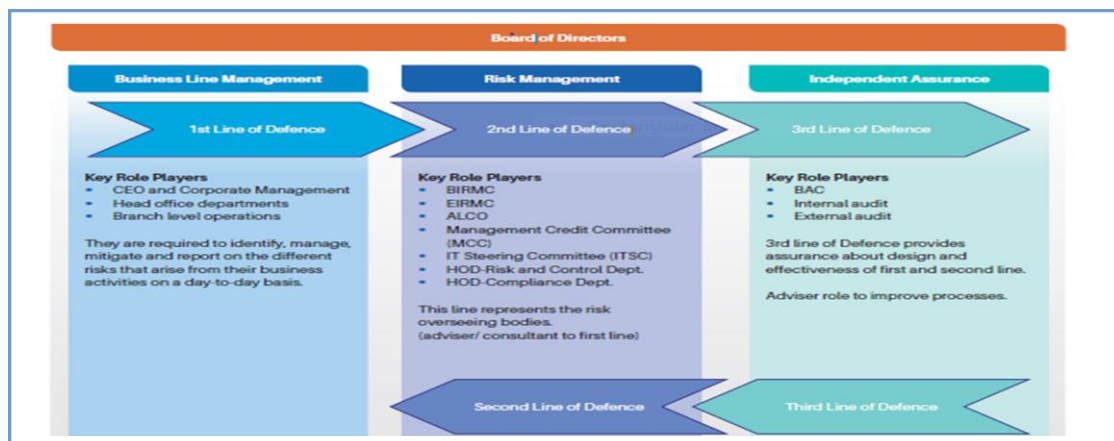 Board of Directors
Business Line Management
1st Line of Defence
Key Role Players
• CEO and Corporate Management
• Head office departments
• Branch level operations
They are required to identify, manage,
mitigate and report on the different
risks that arise from their business
activities on a day-to-day basis.
Risk Management
2nd Line of Defence
Key Role Players
• BIRMC
• EIRMC
• ALCO
• Management Credit Committee
(MCC)
• IT Steering Committee (ITSC)
• HOD-Risk and Control Dept.
• HOD-Compliance Dept.
This line represents the risk
overseeing bodies.
(adviser/ consultant to first line)
Second Line of Defence
Independent Assurance
3rd Line of Defence
Key Role Players
• BAC
• Internal audit
• External audit
3rd line of Defence provides
assurance about design and
effectiveness of first and second line.
Adviser role to improve processes.
Third Line of Defence